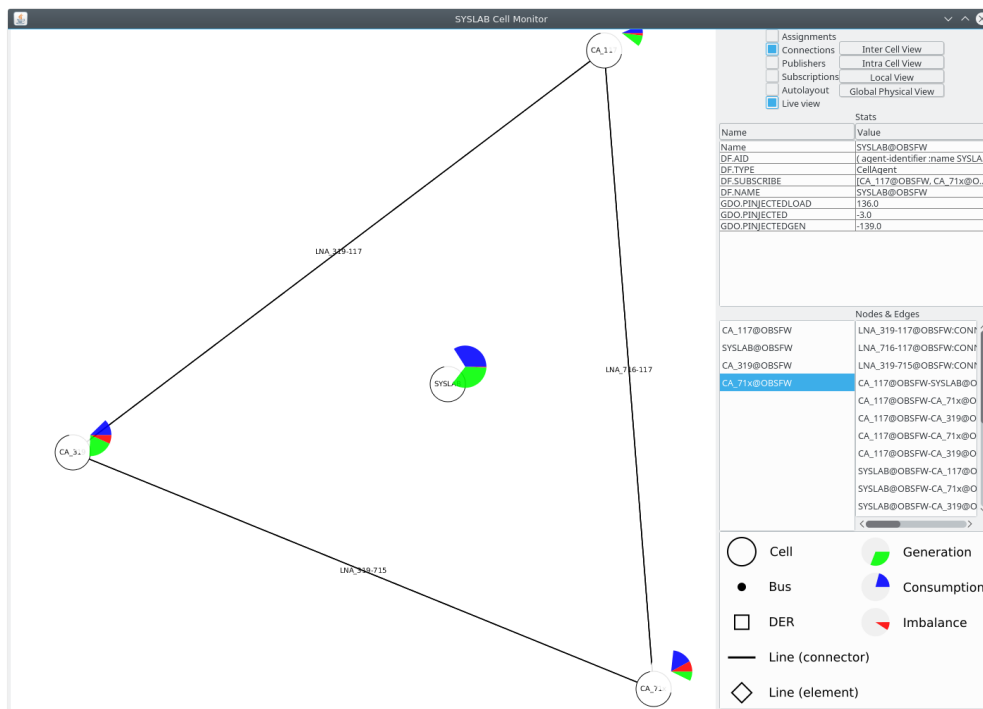 SYSLAB Cell Monitor
Assignments
Connections
Inter Cell View
Publishers
Intra Cell View
Subscriptions
Local View
Autolayout
Global Physical View
Live view
Stats
Name Value
Name SYSLAB@OBSFW
DF.AID ( agent-identifier :name SYSLA
DF.TYPE CellAgent
DF.SUBSCRIBE [CA_117@OBSFW, CA_71x@O..
DF.NAME SYSLAB@OBSFW
GDO.PINJECTEDLOAD 136.0
GDO.PINJECTED -3.0
GDO.PINJECTEDGEN -139.0
Nodes & Edges
CA_117@OBSFW
SYSLAB@OBSFW
CA_319@OBSFW
CA_71x@OBSFW
LNA_319-117@OBSFW:CONN
LNA_716-117@OBSFW:CONN
LNA_319-715@OBSFW:CONN
CA_117@OBSFW-SYSLAB@O
CA_117@OBSFW-CA_71x@O
CA_117@OBSFW-CA_319@O
CA_117@OBSFW-CA_71x@O
CA_117@OBSFW-CA_319@O
SYSLAB@OBSFW-CA_117@O
SYSLAB@OBSFW-CA_71x@O
SYSLAB@OBSFW-CA_319@O
Cell
Generation
Bus
Consumption
DER
Imbalance
Line (connector)
Line (element)
LNA_319-117
LNA_716-117
LNA_319-715